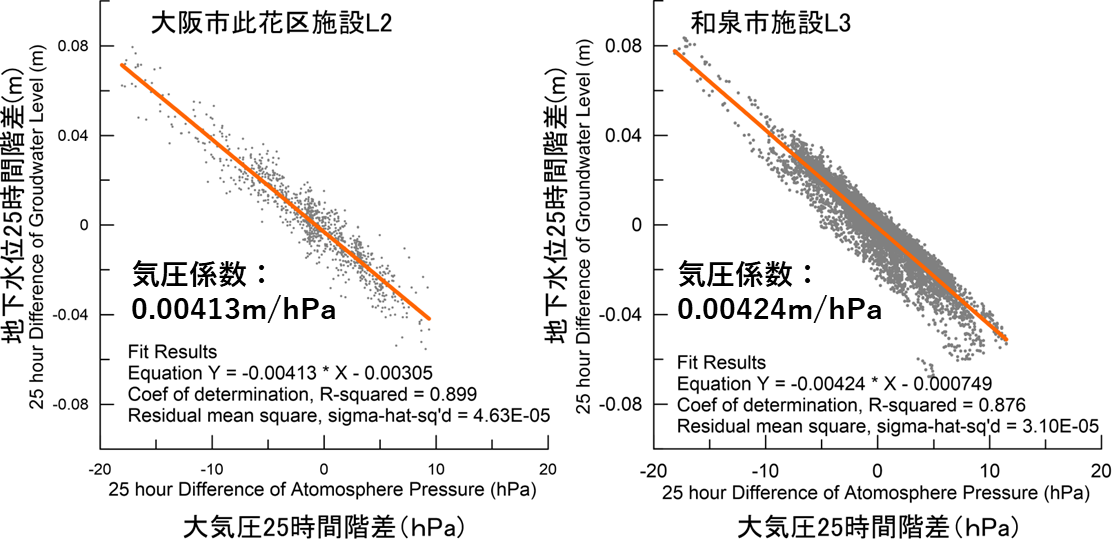 大阪市此花区施設L2
0.08
0.04
0
-0.04
-0.08
地下水位25時間階差(m)
25 hour Difference of Groudwater Level (m)
気圧係数：
0.00413m/hPa
Fit Results
Equation Y = -0.00413 * X - 0.00305
Coef of determination, R-squared = 0.899
Residual mean square, sigma-hat-sq'd = 4.63E-05
-20 -10 0 10 20
25 hour Difference of Atomosphere Pressure (hPa)
大気圧25時間階差(hPa)
和泉市施設L3
0.08
0.04
0
-0.04
-0.08
地下水位25時間階差(m)
25 hour Difference of Groundwater Level (m)
気圧係数：
0.00424m/hPa
Fit Results
Equation Y = -0.00424 * X - 0.000749
Coef of determination, R-squared = 0.876
Residual mean square, sigma-hat-sq'd = 3.10E-05
-20 -10 0 10 20
25 hour Difference of Atomosphere Pressure (hPa)
大気圧25時間階差(hPa)